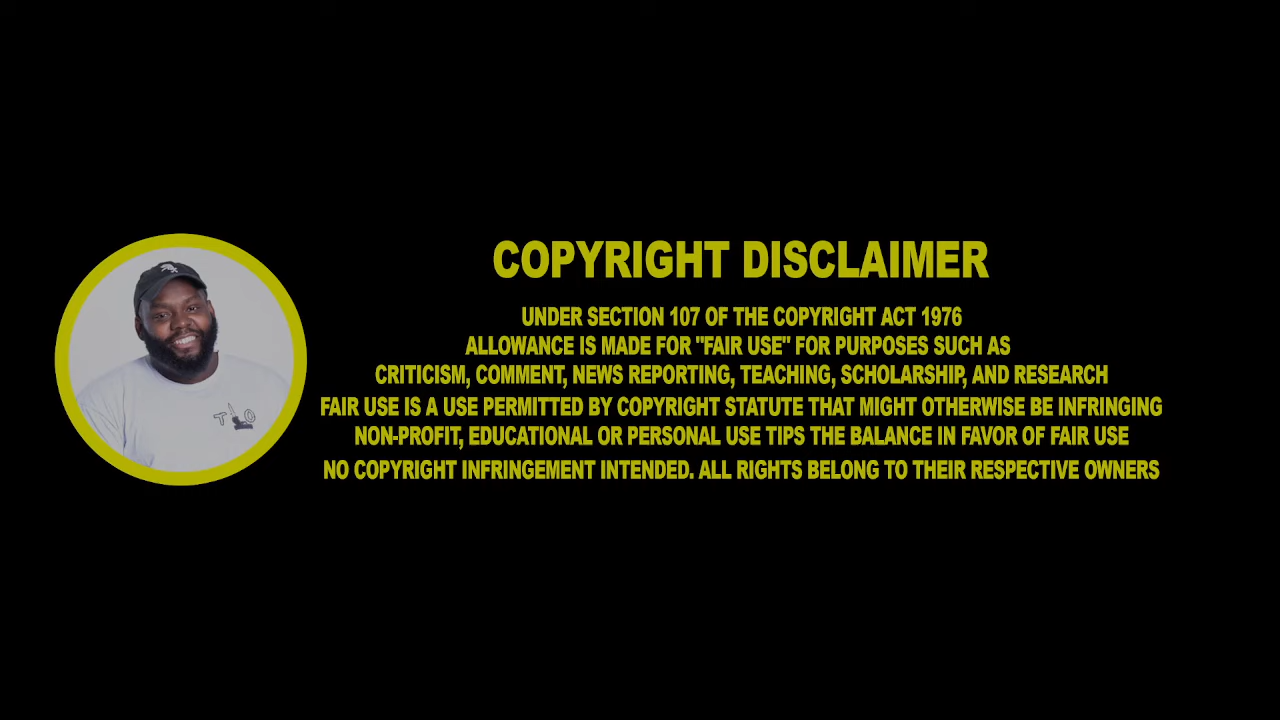 COPYRIGHT DISCLAIMER
UNDER SECTION 107 OF THE COPYRIGHT ACT 1976
ALLOWANCE IS MADE FOR "FAIR USE" FOR PURPOSES SUCH AS
CRITICISM, COMMENT, NEWS REPORTING, TEACHING, SCHOLARSHIP, AND RESEARCH
FAIR USE IS A USE PERMITTED BY COPYRIGHT STATUTE THAT MIGHT OTHERWISE BE INFRINGING
NON-PROFIT, EDUCATIONAL OR PERSONAL USE TIPS THE BALANCE IN FAVOR OF FAIR USE
NO COPYRIGHT INFRINGEMENT INTENDED. ALL RIGHTS BELONG TO THEIR RESPECTIVE OWNERS